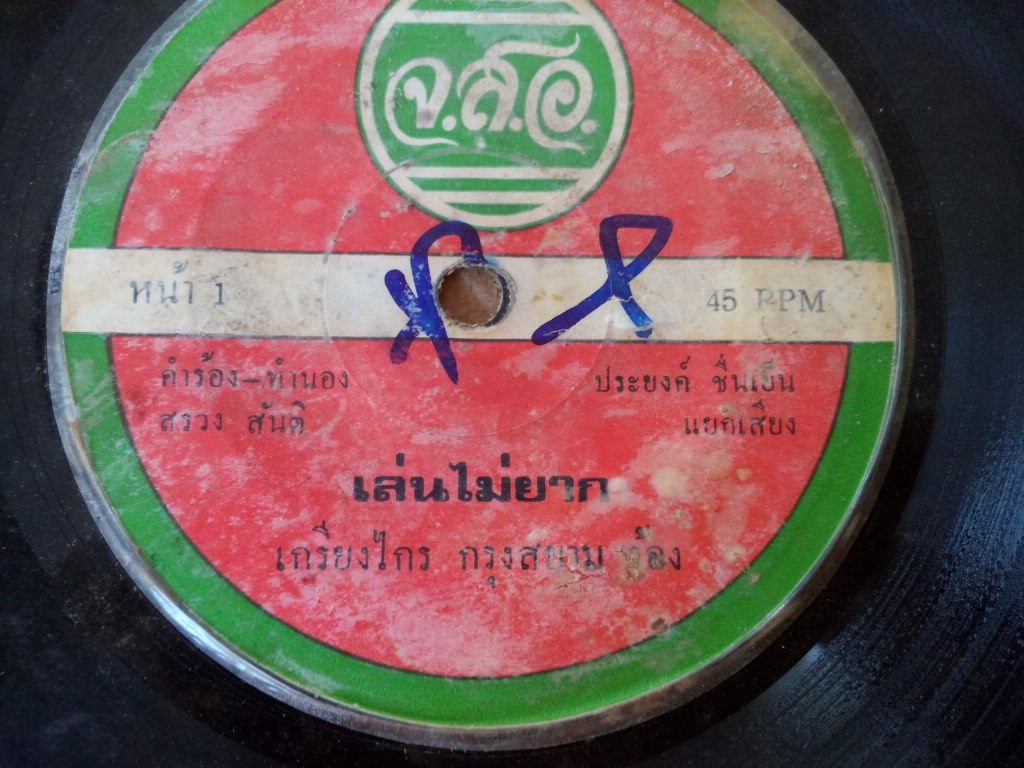 จ.ส.อ.
หน้า 1
45 RPM
คำร้อง–ทำนอง
สรวง สันติ
ประยงค์ ชื่นเย็น
แยกเสียง
เล่นไม่ยาก
เกรียงไกร กรุงสยาม ร้อง